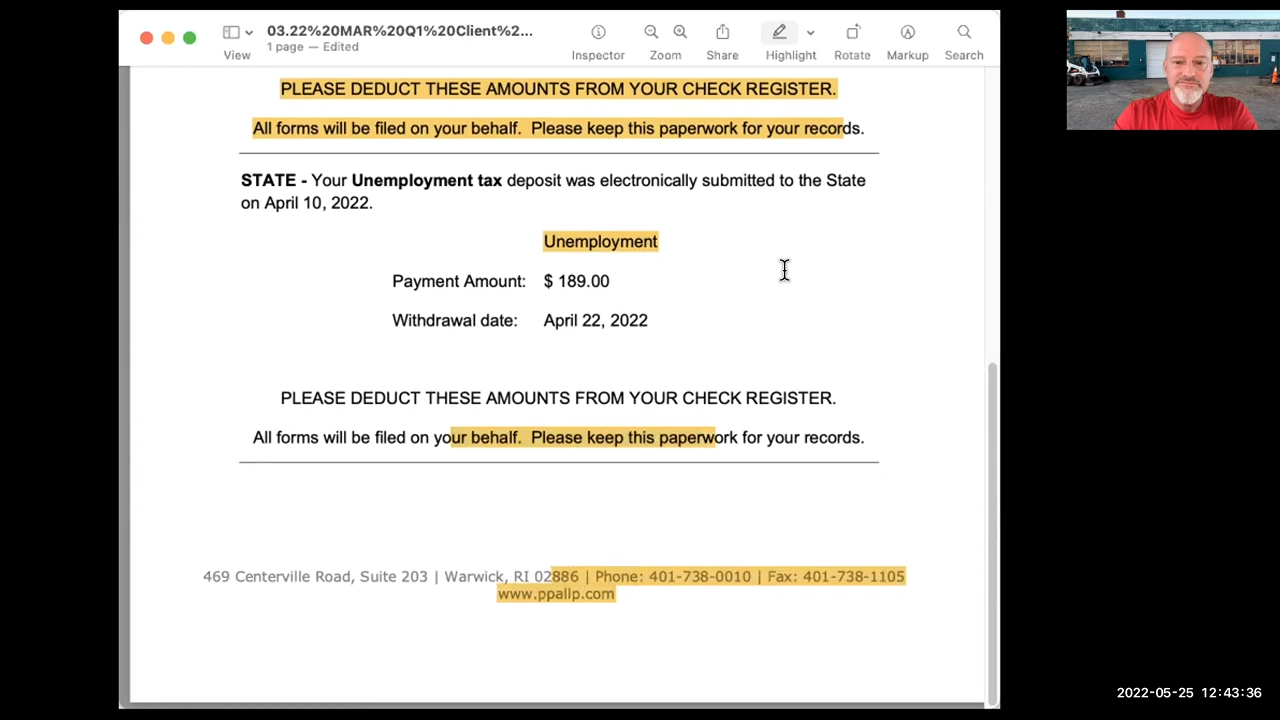 03.22%20MAR%20Q1%20Client%2...
1 page — Edited
View
Inspector
Zoom
Share
Highlight
Rotate
Markup
Search
PLEASE DEDUCT THESE AMOUNTS FROM YOUR CHECK REGISTER.
All forms will be filed on your behalf.  Please keep this paperwork for your records.
STATE - Your Unemployment tax deposit was electronically submitted to the State
on April 10, 2022.
Unemployment
Payment Amount: $ 189.00
Withdrawal date: April 22, 2022
PLEASE DEDUCT THESE AMOUNTS FROM YOUR CHECK REGISTER.
All forms will be filed on your behalf.  Please keep this paperwork for your records.
469 Centerville Road, Suite 203 | Warwick, RI 02886 | Phone: 401-738-0010 | Fax: 401-738-1105
www.ppallp.com
2022-05-25 12:43:36